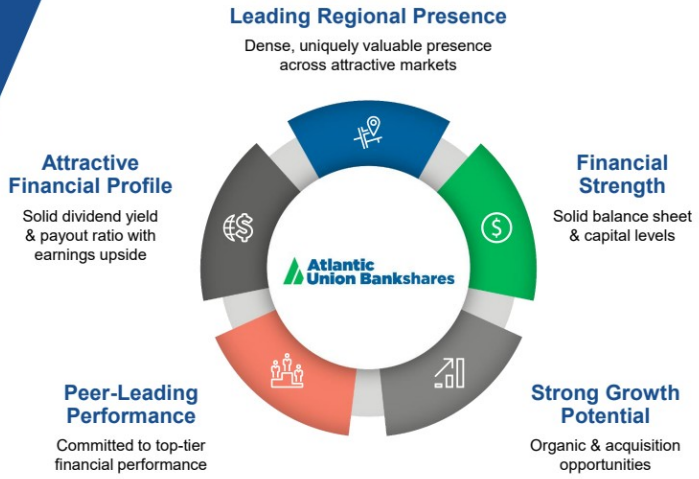 Leading Regional Presence
Dense, uniquely valuable presence
across attractive markets
Attractive
Financial Profile
Solid dividend yield
& payout ratio with
earnings upside
Financial
Strength
Solid balance sheet
& capital levels
Atlantic
Union Bankshares
Peer-Leading
Performance
Committed to top-tier
financial performance
Strong Growth
Potential
Organic & acquisition
opportunities